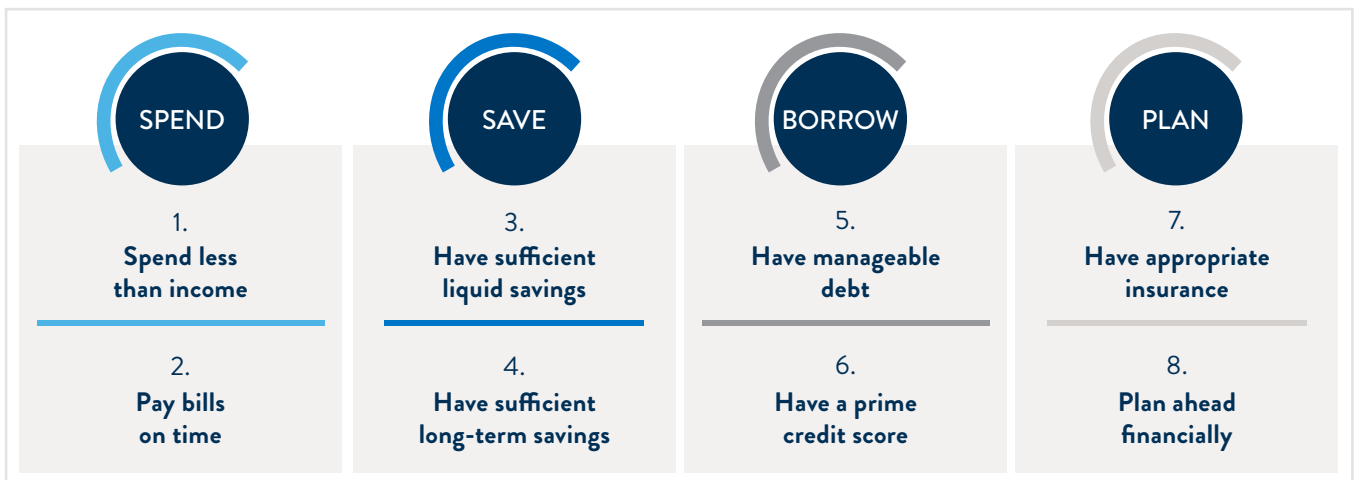 SPEND
1.
Spend less
than income
2.
Pay bills
on time
SAVE
3.
Have sufficient
liquid savings
4.
Have sufficient
long-term savings
BORROW
5.
Have manageable
debt
6.
Have a prime
credit score
PLAN
7.
Have appropriate
insurance
8.
Plan ahead
financially